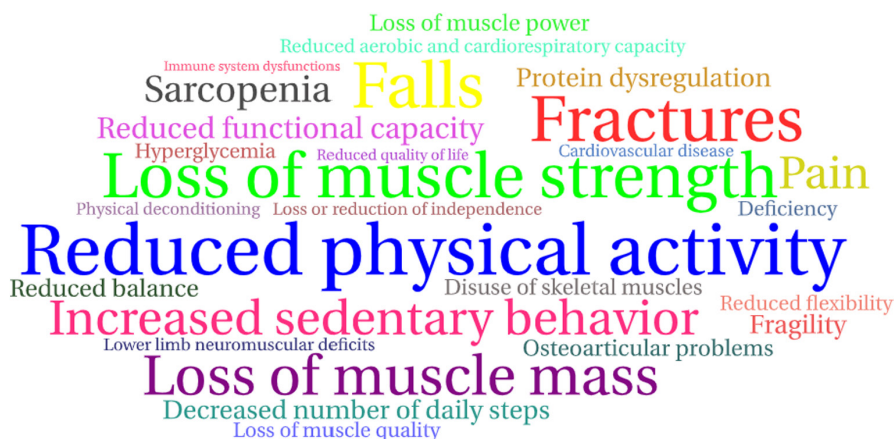 Loss of muscle power
Reduced aerobic and cardiorespiratory capacity
Immune system dysfunctions
Sarcopenia
Falls
Protein dysregulation
Fractures
Reduced functional capacity
Hyperglycemia
Reduced quality of life
Cardiovascular disease
Loss of muscle strength
Pain
Physical deconditioning
Loss or reduction of independence
Deficiency
Reduced physical activity
Reduced balance
Disuse of skeletal muscles
Reduced flexibility
Increased sedentary behavior
Fragility
Lower limb neuromuscular deficits
Osteoarticular problems
Loss of muscle mass
Decreased number of daily steps
Loss of muscle quality